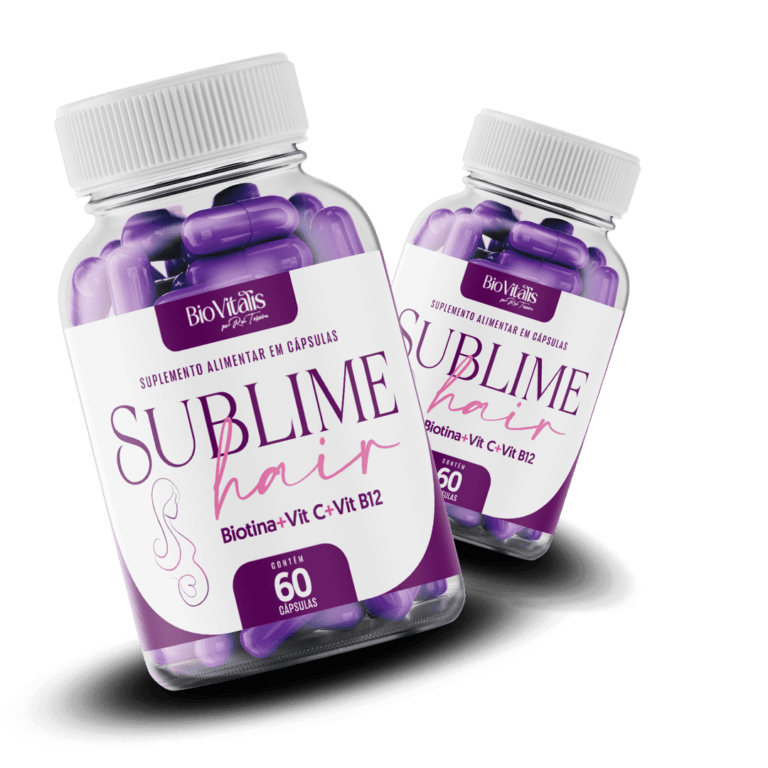 BioVitalis
SUPLEMENTO ALIMENTAR EM CÁPSULAS
SUBLIME
hair
Biotina+Vit C+Vit B12
CONTÉM
60
CÁPSULAS
BioVitalis
SUPLEMENTO ALIMENTAR EM CÁPSULAS
SUBLIME
hair
Biotina+Vit C+Vit B12
CONTÉM
60